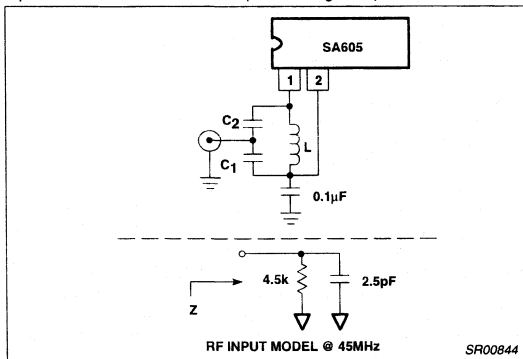 SA605
1 2
C2
L
C1
0.1μF
4.5k
2.5pF
Z
RF INPUT MODEL @ 45MHz
SR00844